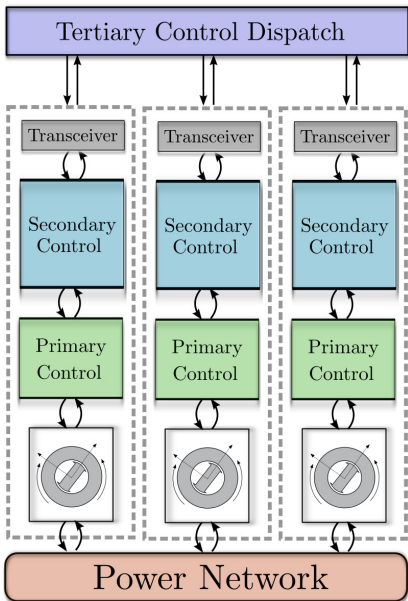 Tertiary Control Dispatch
Transceiver
Transceiver
Transceiver
Secondary
Control
Secondary
Control
Secondary
Control
Primary
Control
Primary
Control
Primary
Control
Power Network